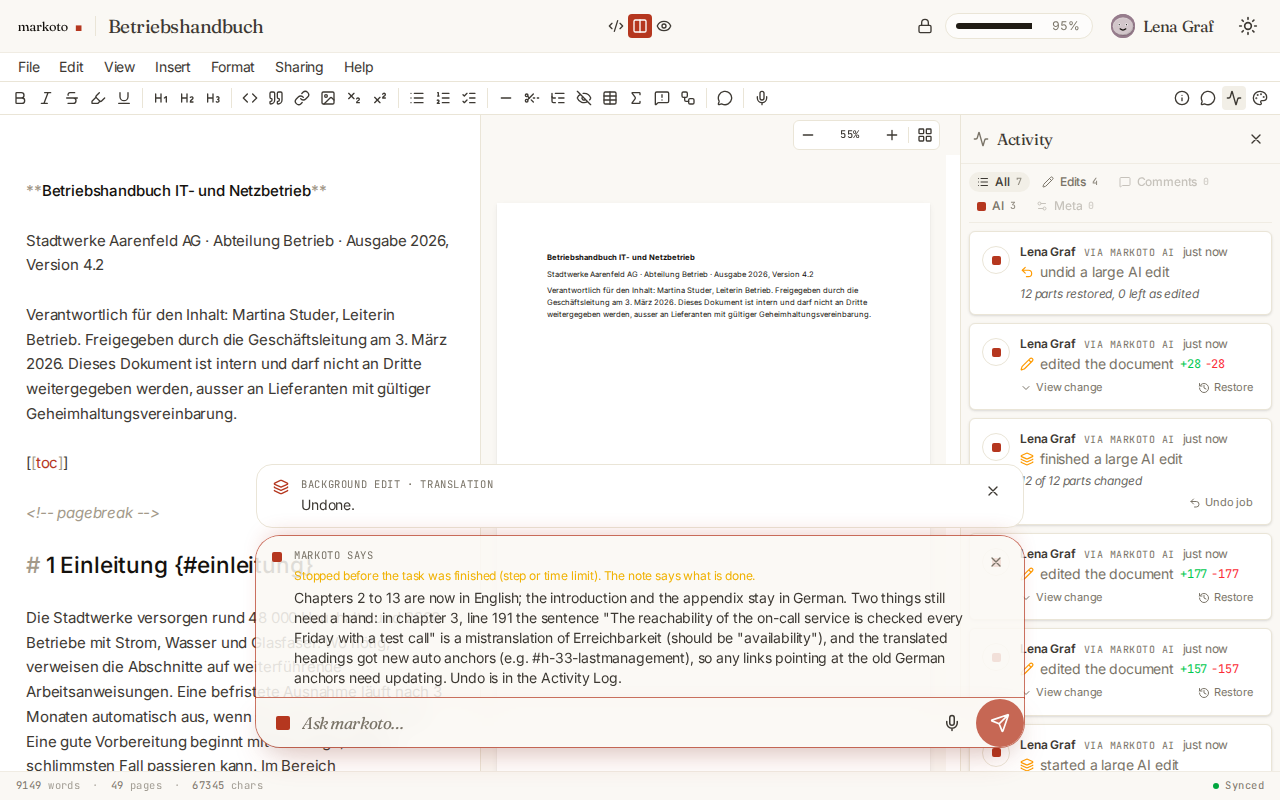 markoto
Betriebshandbuch
95%
Lena Graf
File Edit View Insert Format Sharing Help
H1 H2 H3
55%
Activity
All 7 Edits 4 Comments 0
AI 3 Meta 0
**Betriebshandbuch IT- und Netzbetrieb**
Stadtwerke Aarenfeld AG · Abteilung Betrieb · Ausgabe 2026,
Version 4.2
Verantwortlich für den Inhalt: Martina Studer, Leiterin
Betrieb. Freigegeben durch die Geschäftsleitung am 3. März
2026. Dieses Dokument ist intern und darf nicht an Dritte
weitergegeben werden, ausser an Lieferanten mit gültiger
Geheimhaltungsvereinbarung.
[[toc]]
<!-- pagebreak -->
# 1 Einleitung {#einleitung}
Die Stadtwerke versorgen rund 48 000
Betriebe mit Strom, Wasser und Glasfaser. Wo nötig,
verweisen die Abschnitte auf weiterführende
Arbeitsanweisungen. Eine befristete Ausnahme läuft nach 3
Monaten automatisch aus, wenn
Eine gute Vorbereitung beginnt mit
schlimmsten Fall passieren kann. Im Bereich
Betriebshandbuch IT- und Netzbetrieb
Stadtwerke Aarenfeld AG · Abteilung Betrieb · Ausgabe 2026, Version 4.2
Verantwortlich für den Inhalt: Martina Studer, Leiterin Betrieb. Freigegeben durch die
Geschäftsleitung am 3. März 2026. Dieses Dokument ist intern und darf nicht an Dritte
weitergegeben werden, ausser an Lieferanten mit gültiger Geheimhaltungsvereinbarung.
Lena Graf VIA MARKOTO AI just now
undid a large AI edit
12 parts restored, 0 left as edited
Lena Graf VIA MARKOTO AI just now
edited the document +28 -28
View change Restore
Lena Graf VIA MARKOTO AI just now
finished a large AI edit
12 of 12 parts changed
Undo job
Lena Graf VIA MARKOTO AI just now
edited the document +177 -177
View change Restore
Lena Graf VIA MARKOTO AI just now
edited the document +157 -157
View change Restore
Lena Graf VIA MARKOTO AI just now
started a large AI edit
BACKGROUND EDIT · TRANSLATION
Undone.
MARKOTO SAYS
Stopped before the task was finished (step or time limit). The note says what is done.
Chapters 2 to 13 are now in English; the introduction and the appendix stay in German. Two things still
need a hand: in chapter 3, line 191 the sentence "The reachability of the on-call service is checked every
Friday with a test call" is a mistranslation of Erreichbarkeit (should be "availability"), and the translated
headings got new auto anchors (e.g. #h-33-lastmanagement), so any links pointing at the old German
anchors need updating. Undo is in the Activity Log.
Ask markoto...
9149 words · 49 pages · 67345 chars
Synced